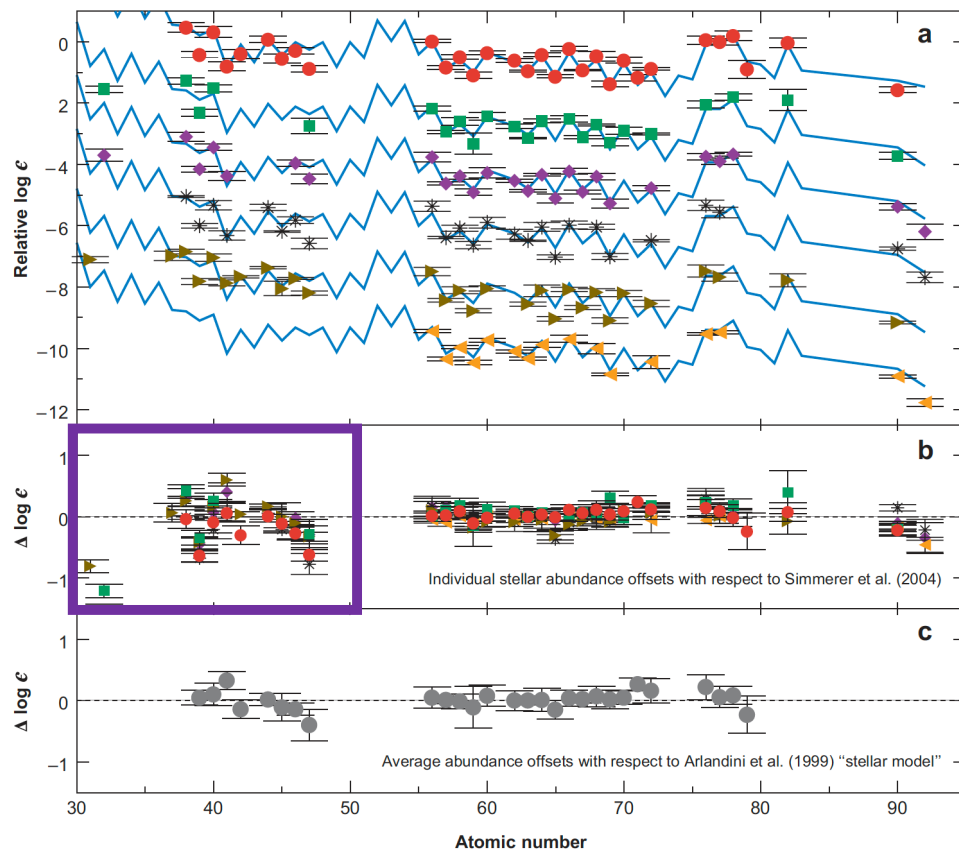 a
0
2
−4
−6
−8
−10
−12
Relative log ϵ
b
1
0
−1
Δ log ϵ
Individual stellar abundance offsets with respect to Simmerer et al. (2004)
c
1
0
−1
Δ log ϵ
Average abundance offsets with respect to Arlandini et al. (1999) “stellar model”
30 40 50 60 70 80 90
Atomic number